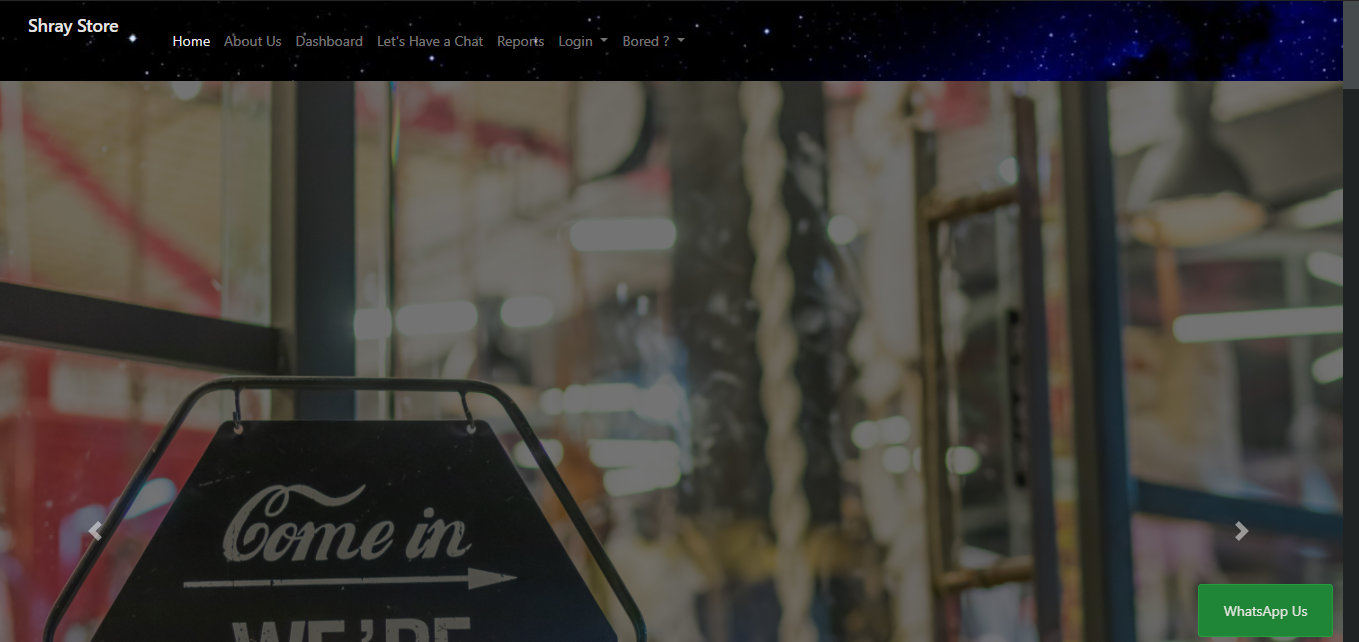 Shray Store
Home About Us Dashboard Let's Have a Chat Reports Login Bored ?
Come in
WE'RE
WhatsApp Us